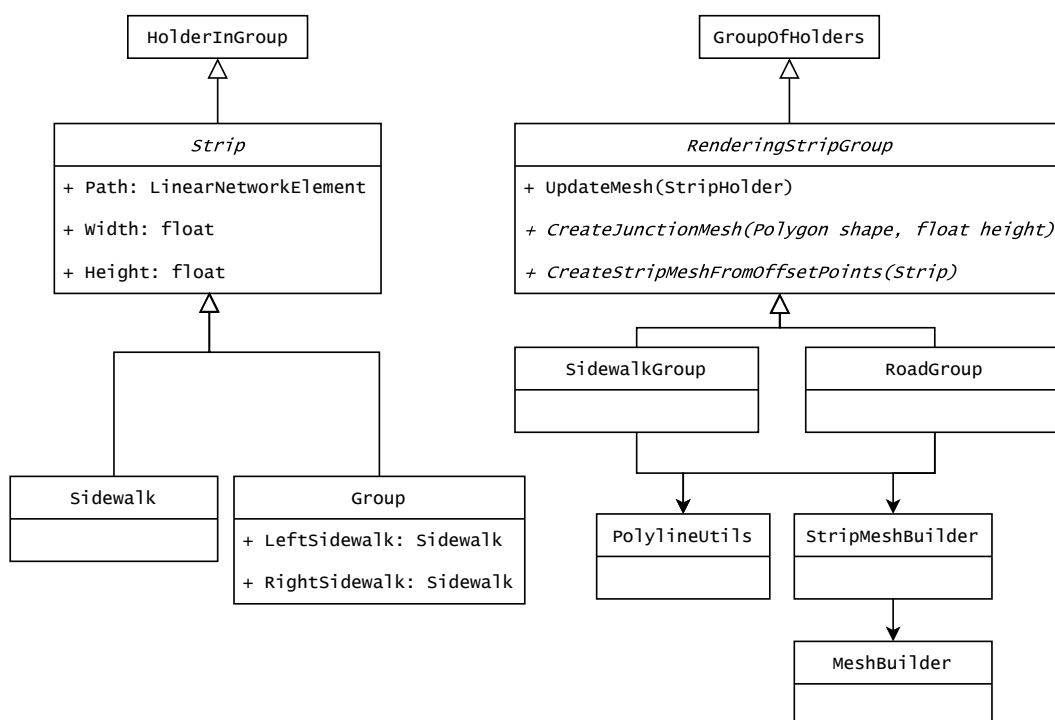 HolderInGroup
GroupOfHolders
Strip
+ Path: LinearNetworkElement
+ Width: float
+ Height: float
RenderingStripGroup
+ UpdateMesh(StripHolder)
+ CreateJunctionMesh(Polygon shape, float height)
+ CreateStripMeshFromOffsetPoints(Strip)
SidewalkGroup
RoadGroup
Sidewalk
Group
+ LeftSidewalk: Sidewalk
+ RightSidewalk: Sidewalk
PolylineUtils
StripMeshBuilder
MeshBuilder